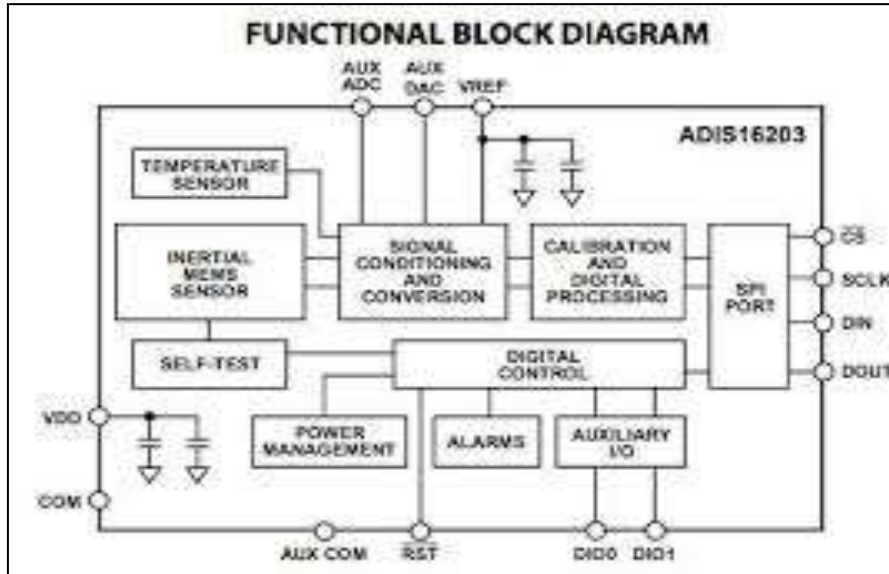 FUNCTIONAL BLOCK DIAGRAM
AUX
ADC
AUX
DAC
VREF
ADIS16203
TEMPERATURE
SENSOR
INERTIAL
MEMS
SENSOR
SIGNAL
CONDITIONING
AND
CONVERSION
CALIBRATION
AND
DIGITAL
PROCESSING
SPI
PORT
CS
SCLK
DIN
DOUT
SELF-TEST
DIGITAL
CONTROL
VDD
POWER
MANAGEMENT
ALARMS
AUXILIARY
I/O
COM
AUX COM
RST
DIO0
DIO1